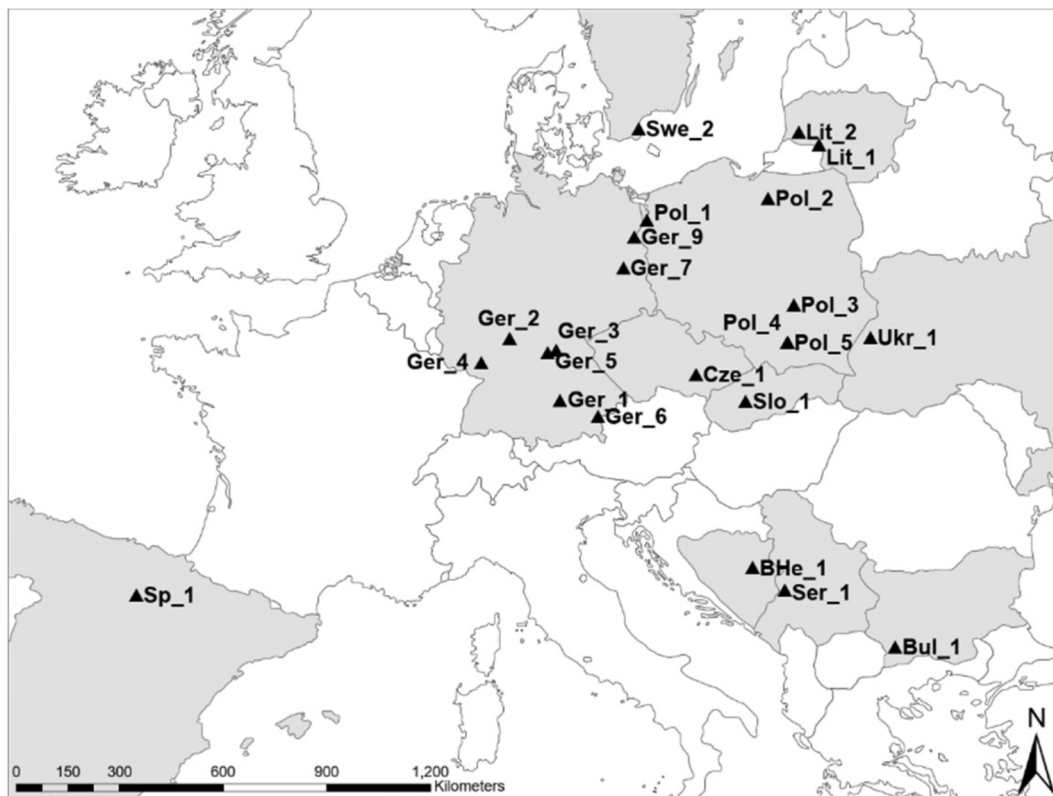 Swe_2
Lit_2
Lit_1
Pol_2
Pol_1
Ger_9
Ger_7
Pol_3
Ger_2
Ger_3
Pol_4
Ukr_1
Pol_5
Ger_4
Ger_5
Cze_1
Ger_1
Slo_1
Ger_6
BHe_1
Sp_1
Ser_1
Bul_1
N
0 150 300 600 900 1,200
Kilometers